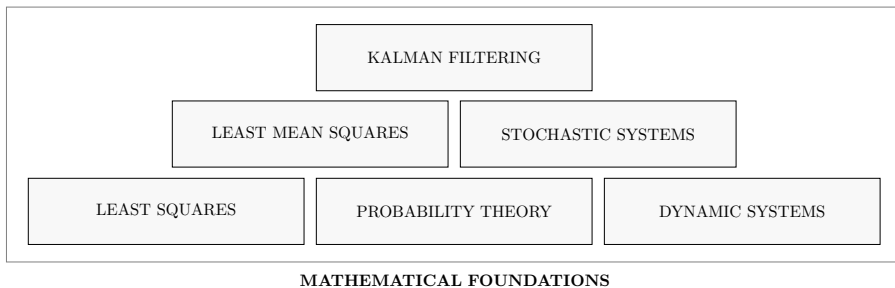 KALMAN FILTERING
LEAST MEAN SQUARES
STOCHASTIC SYSTEMS
LEAST SQUARES
PROBABILITY THEORY
DYNAMIC SYSTEMS
MATHEMATICAL FOUNDATIONS